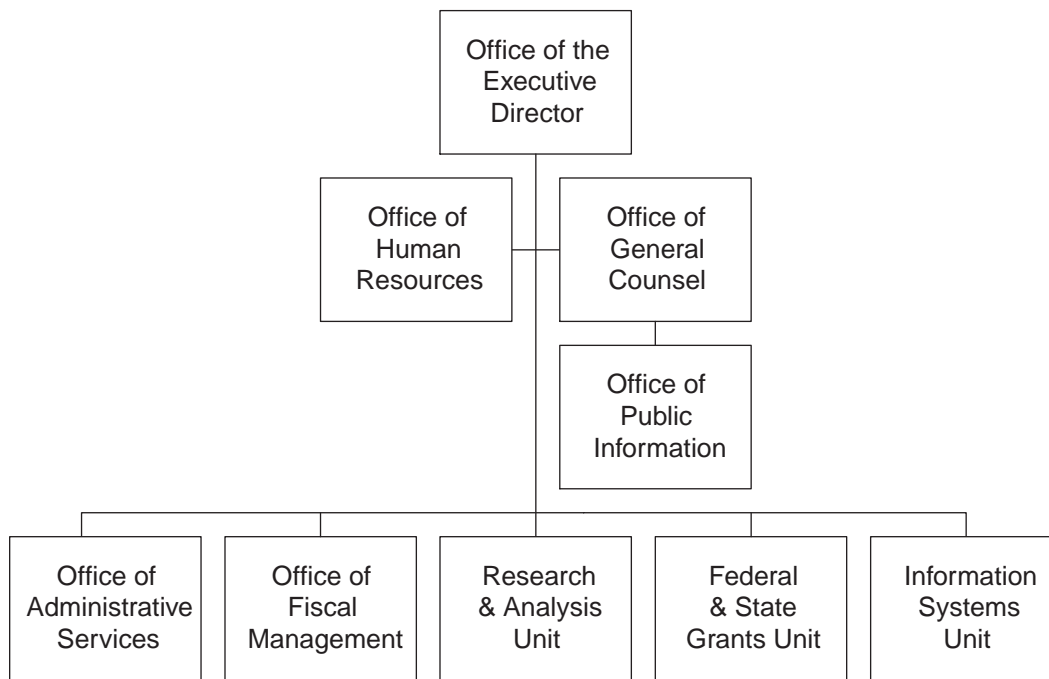 Office of the
Executive
Director
Office of
Human
Resources
Office of
General
Counsel
Office of
Public
Information
Office of
Administrative
Services
Office of
Fiscal
Management
Research
& Analysis
Unit
Federal
& State
Grants Unit
Information
Systems
Unit